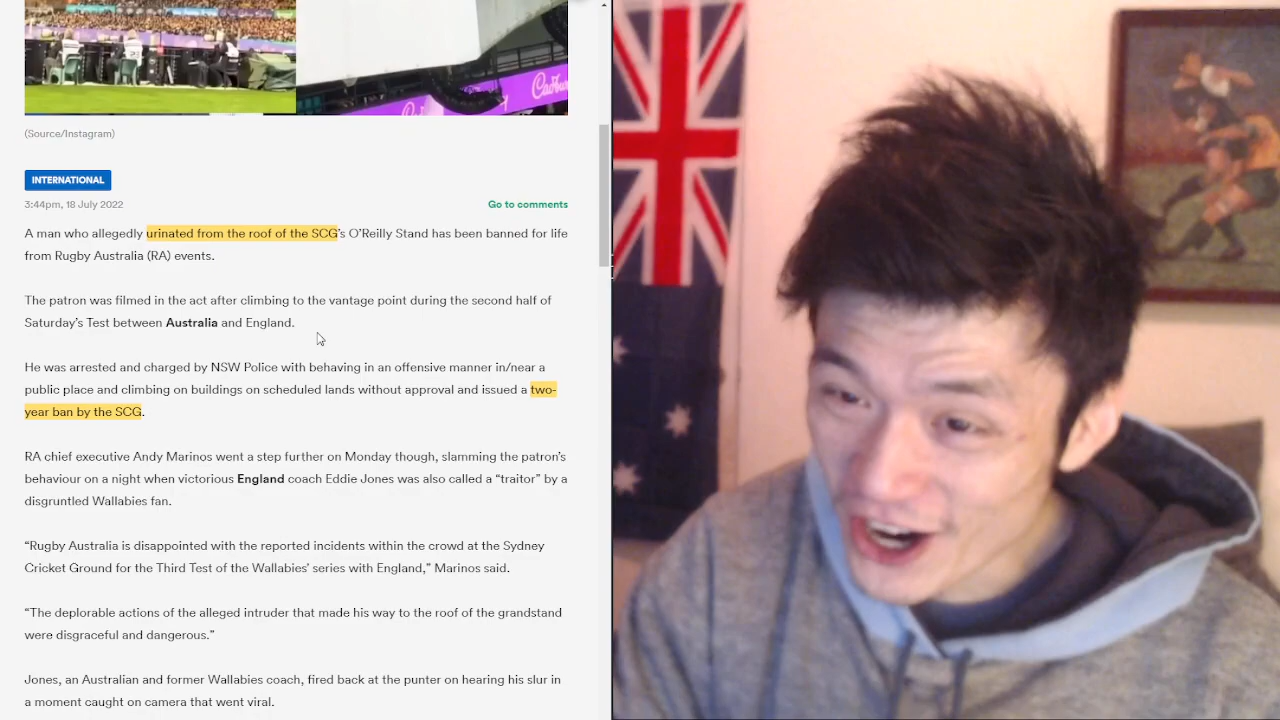 Cadbu
C
(Source/Instagram)
INTERNATIONAL
3:44pm, 18 July 2022
Go to comments
A man who allegedly urinated from the roof of the SCG's O'Reilly Stand has been banned for life
from Rugby Australia (RA) events.
The patron was filmed in the act after climbing to the vantage point during the second half of
Saturday's Test between Australia and England.
He was arrested and charged by NSW Police with behaving in an offensive manner in/near a
public place and climbing on buildings on scheduled lands without approval and issued a two-
year ban by the SCG.
RA chief executive Andy Marinos went a step further on Monday though, slamming the patron's
behaviour on a night when victorious England coach Eddie Jones was also called a “traitor” by a
disgruntled Wallabies fan.
“Rugby Australia is disappointed with the reported incidents within the crowd at the Sydney
Cricket Ground for the Third Test of the Wallabies' series with England,” Marinos said.
“The deplorable actions of the alleged intruder that made his way to the roof of the grandstand
were disgraceful and dangerous.”
Jones, an Australian and former Wallabies coach, fired back at the punter on hearing his slur in
a moment caught on camera that went viral.